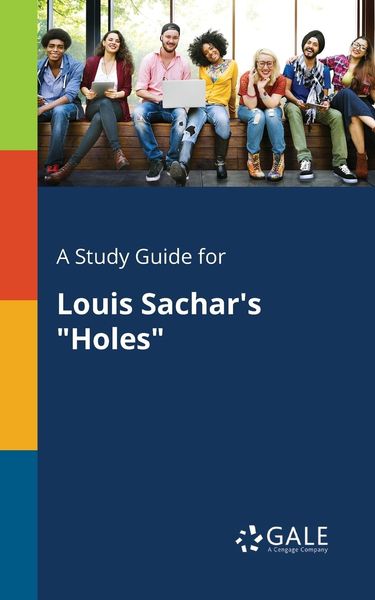 A Study Guide for
Louis Sachar's
"Holes"
GALE
A Cengage Company